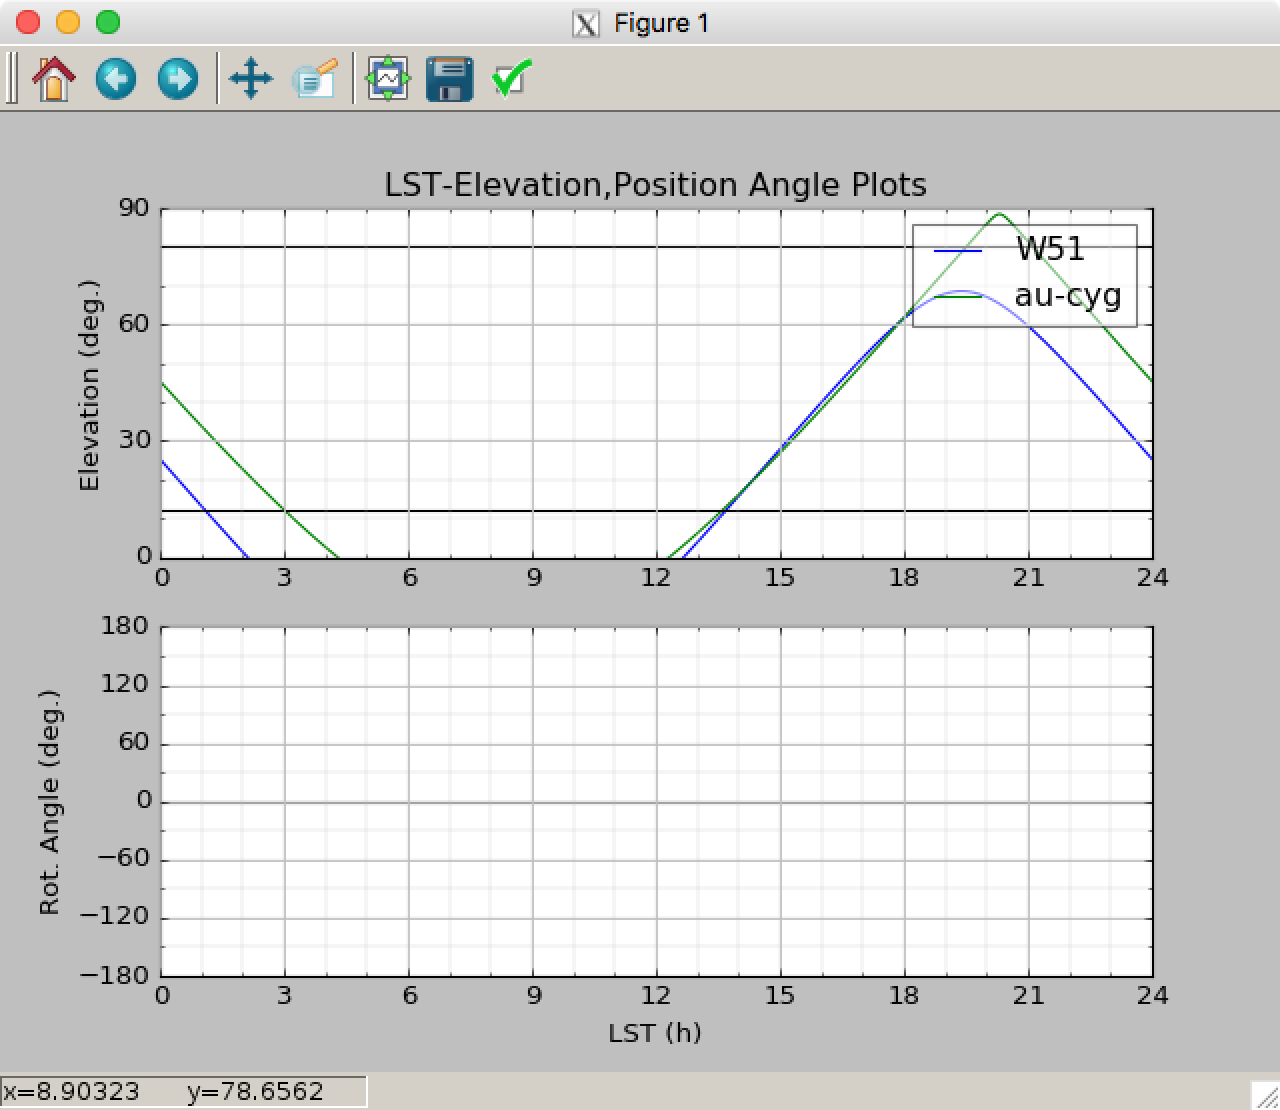 Figure 1
LST-Elevation,Position Angle Plots
Elevation (deg.)
90
60
30
0
W51
au-cyg
0 3 6 9 12 15 18 21 24
Rot. Angle (deg.)
180
120
60
0
−60
−120
−180
0 3 6 9 12 15 18 21 24
LST (h)
x=8.90323 y=78.6562